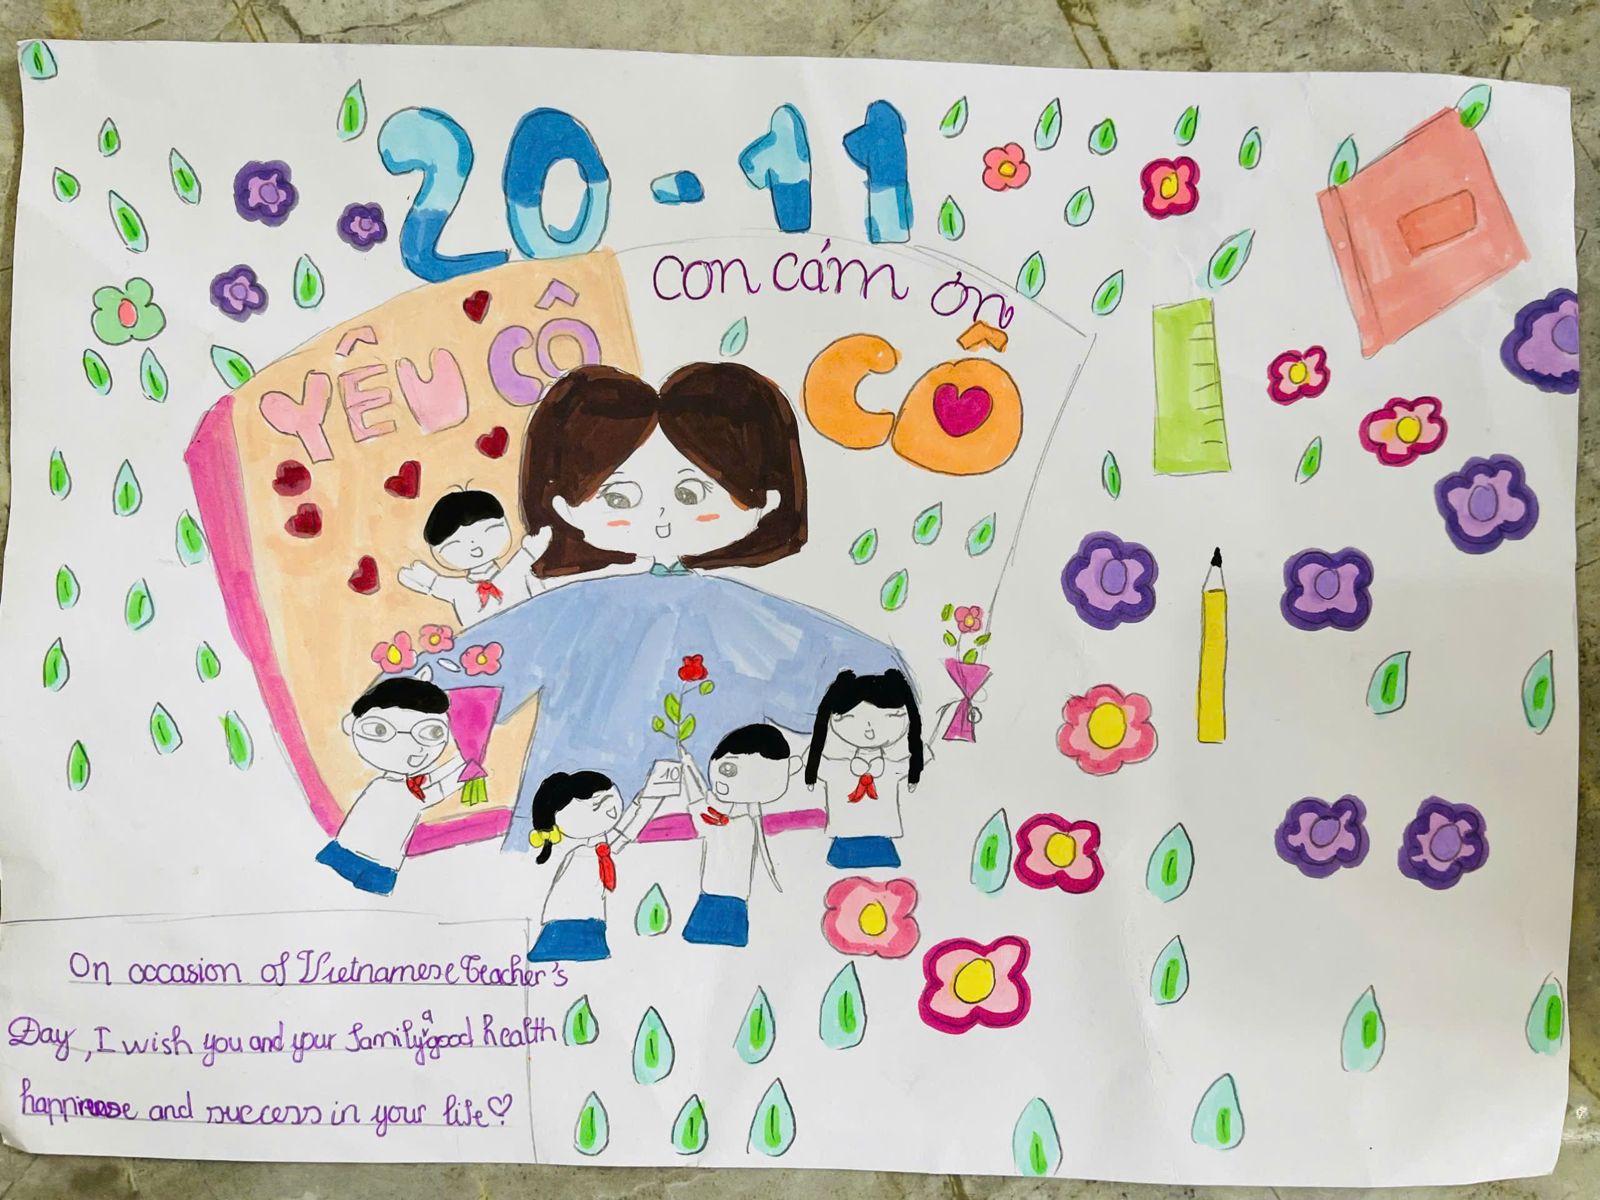 20-11
YÊU CÔ
con cám ơn
CÔ
10
On occasion of Vietnamese teacher's
Day, I wish you and your family a good health
happinesse and success in your life♡